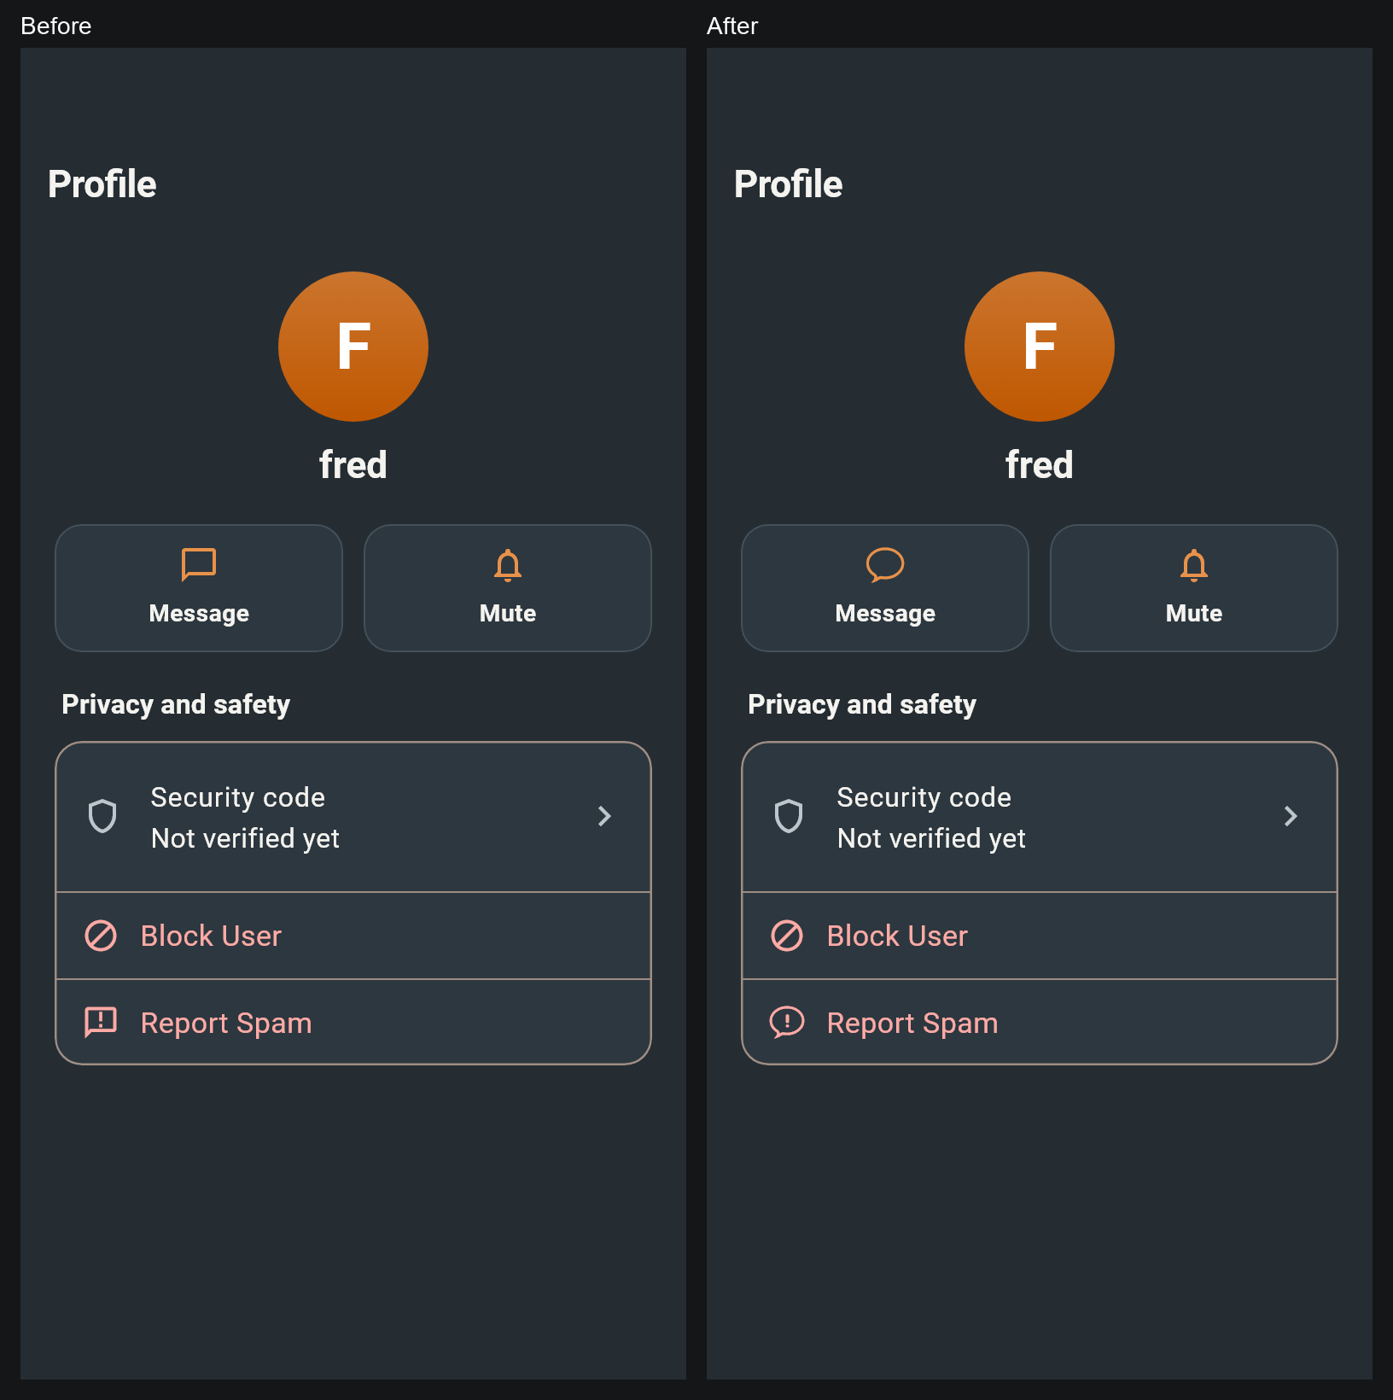 Before
Profile
F
fred
Message
Mute
Privacy and safety
Security code
Not verified yet
Block User
Report Spam
After
Profile
F
fred
Message
Mute
Privacy and safety
Security code
Not verified yet
Block User
Report Spam